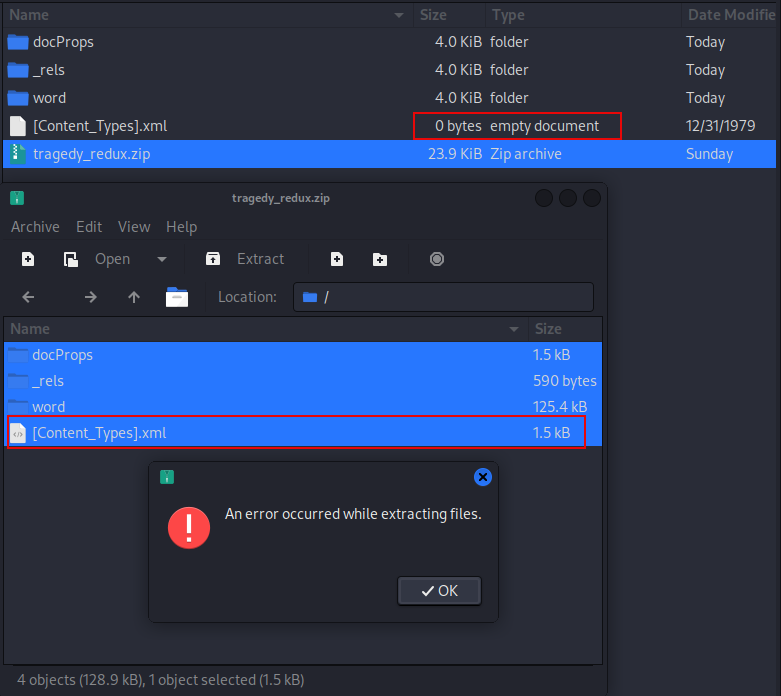 Name Size Type Date Modifie
docProps 4.0 KiB folder Today
_rels 4.0 KiB folder Today
word 4.0 KiB folder Today
[Content_Types].xml 0 bytes empty document 12/31/1979
tragedy_redux.zip 23.9 KiB Zip archive Sunday
tragedy_redux.zip
Archive Edit View Help
Open Extract
Location: /
Name Size
docProps 1.5 kB
_rels 590 bytes
word 125.4 kB
[Content_Types].xml 1.5 kB
An error occurred while extracting files.
OK
4 objects (128.9 kB), 1 object selected (1.5 kB)